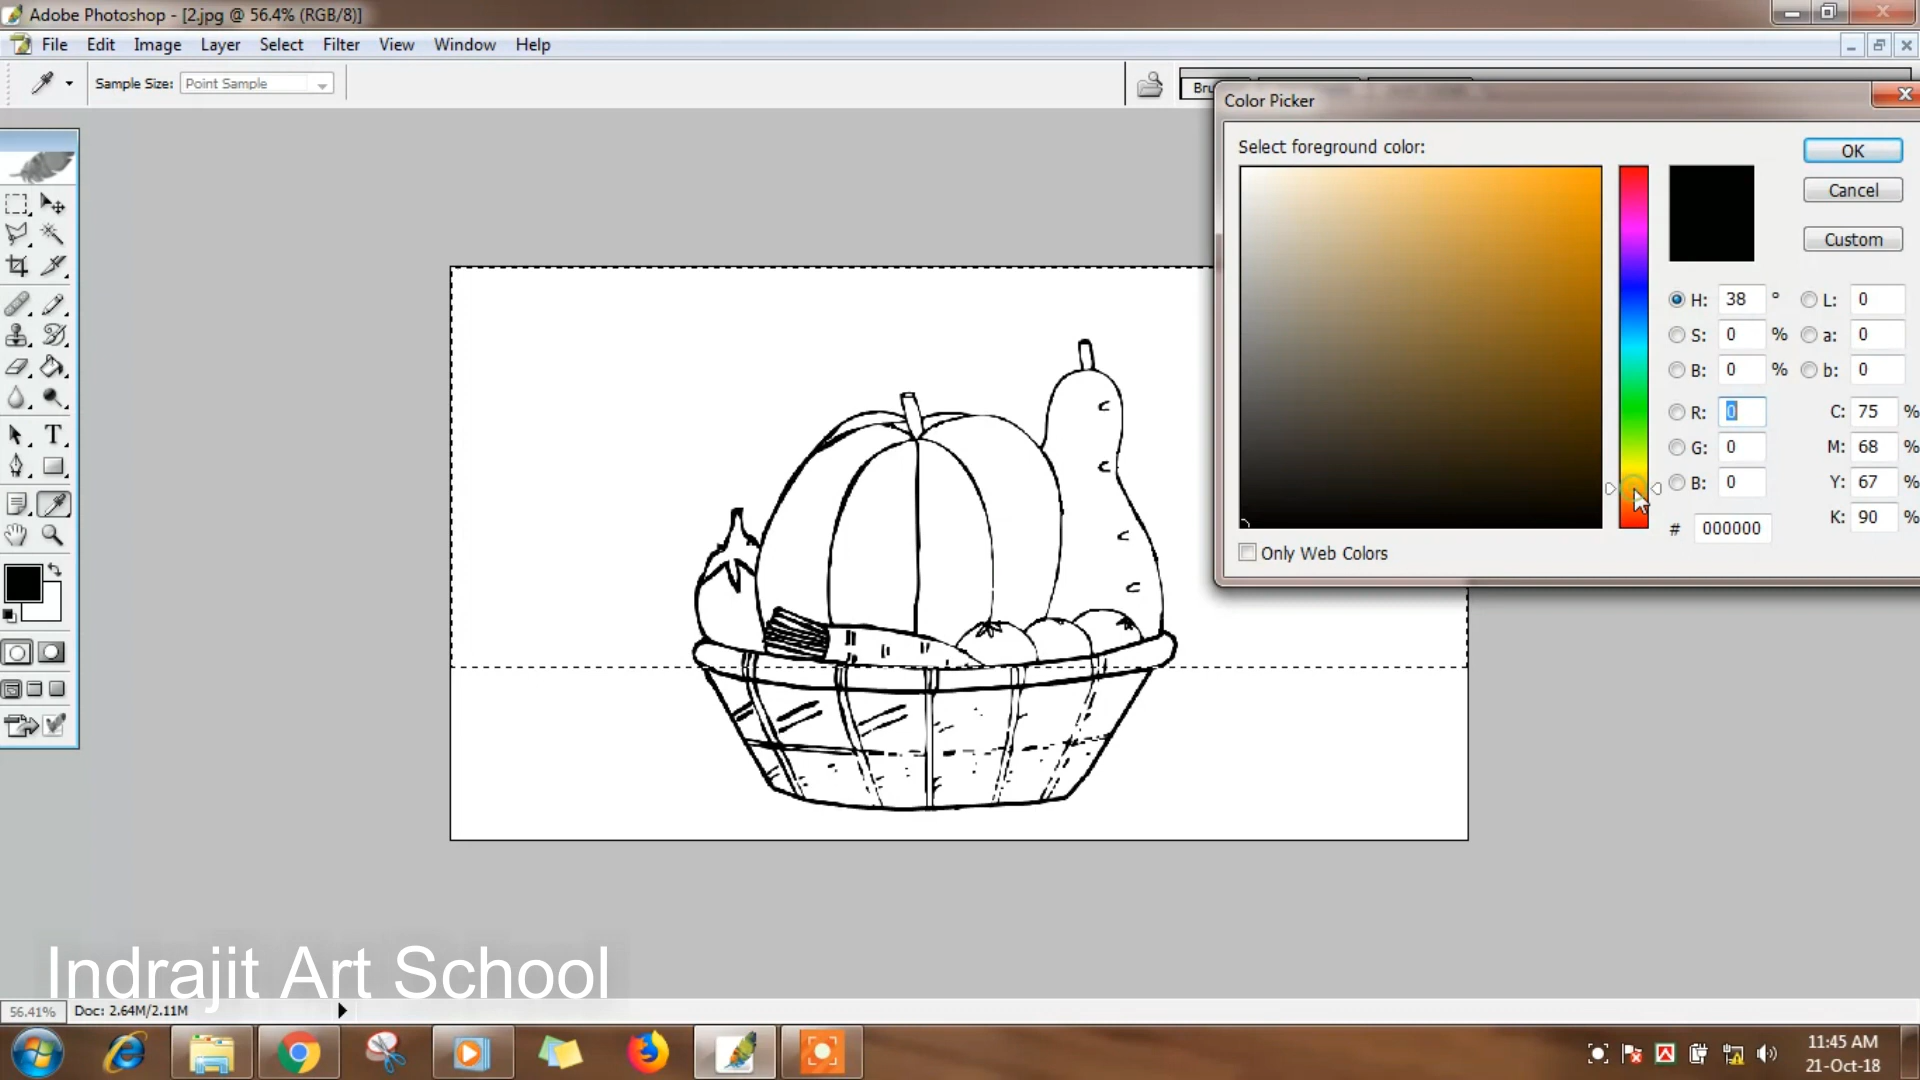 Adobe Photoshop - [2.jpg @ 56.4% (RGB/8)]
File Edit Image Layer Select Filter View Window Help
Sample Size: Point Sample
Color Picker
Select foreground color:
OK
Cancel
Custom
H: 38 ° L: 0
S: 0 % a: 0
B: 0 % b: 0
R: 0 C: 75 %
G: 0 M: 68 %
B: 0 Y: 67 %
# 000000 K: 90 %
Only Web Colors
T
Indrajit Art School
56.41% Doc: 2.64M/2.11M
11:45 AM
21-Oct-18